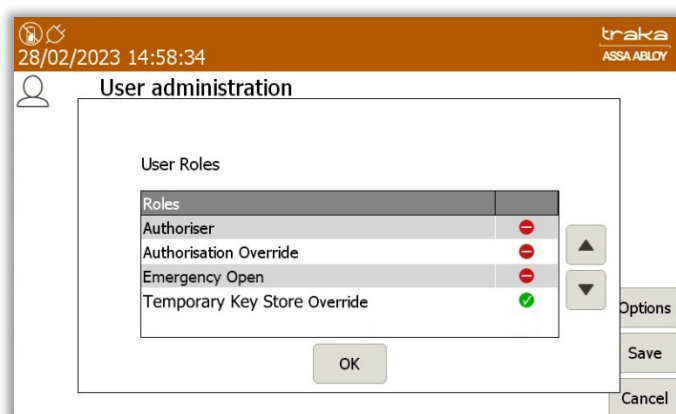 traka
28/02/2023 14:58:34
ASSA ABLOY
User administration
User Roles
Roles
Authoriser
Authorisation Override
Emergency Open
Temporary Key Store Override
OK
Options
Save
Cancel